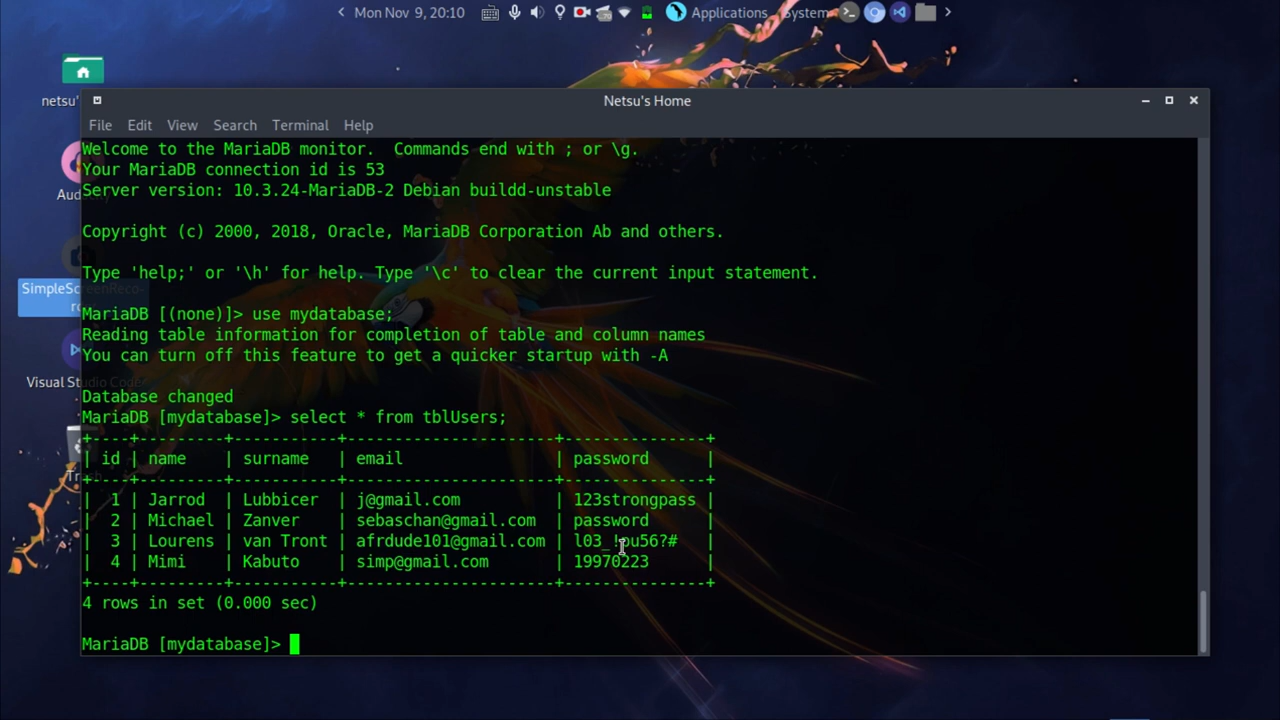 Mon Nov 9, 20:10 Applications System
netsu'
Netsu's Home
File Edit View Search Terminal Help
Welcome to the MariaDB monitor.  Commands end with ; or \g.
Your MariaDB connection id is 53
Server version: 10.3.24-MariaDB-2 Debian buildd-unstable
Copyright (c) 2000, 2018, Oracle, MariaDB Corporation Ab and others.
Type 'help;' or '\h' for help. Type '\c' to clear the current input statement.
SimpleScreenReco
MariaDB [(none)]> use mydatabase;
Reading table information for completion of table and column names
You can turn off this feature to get a quicker startup with -A
Visual Studio Code
Database changed
MariaDB [mydatabase]> select * from tblUsers;
+----+---------+-----------+----------------------+---------------+
| id | name    | surname   | email                | password      |
+----+---------+-----------+----------------------+---------------+
|  1 | Jarrod  | Lubbicer  | j@gmail.com          | 123strongpass |
|  2 | Michael | Zanver    | sebaschan@gmail.com  | password      |
|  3 | Lourens | van Tront | afrdude101@gmail.com |
|  4 | Mimi    | Kabuto    | simp@gmail.com       | 19970223      |
+----+---------+-----------+----------------------+---------------+
4 rows in set (0.000 sec)
MariaDB [mydatabase]>